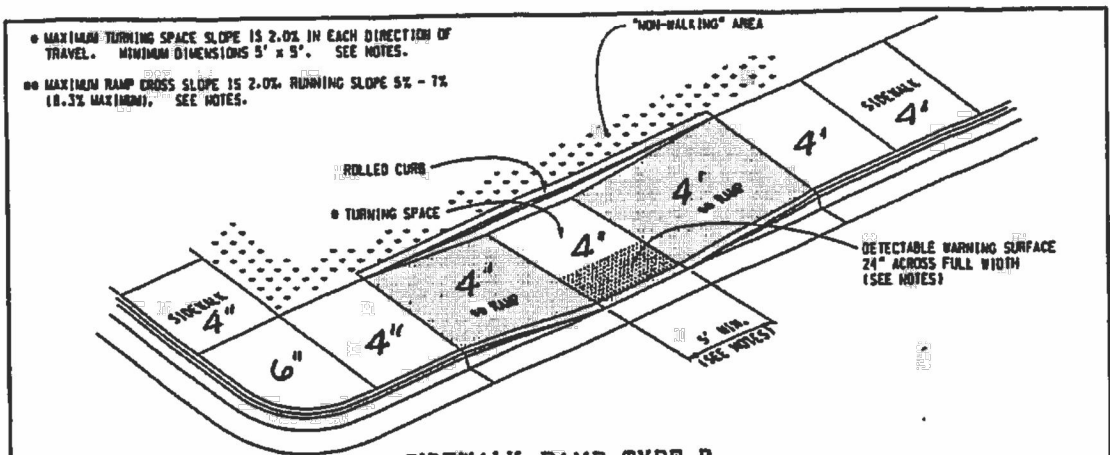 * MAXIMUM TURNING SPACE SLOPE IS 2.0% IN EACH DIRECTION OF
TRAVEL. MINIMUM DIMENSIONS 5' x 5'. SEE NOTES.
** MAXIMUM RAMP CROSS SLOPE IS 2.0%. RUNNING SLOPE 5% - 7%
(8.3% MAXIMUM). SEE NOTES.
"NON-WALKING" AREA
SIDEWALK
4"
4"
ROLLED CURB
4"
** RAMP
* TURNING SPACE
4"
DETECTABLE WARNING SURFACE
24" ACROSS FULL WIDTH
(SEE NOTES)
4"
** RAMP
SIDEWALK
4"
4"
6"
5' MIN.
(SEE NOTES)
SIDEWALK RAMP TYPE